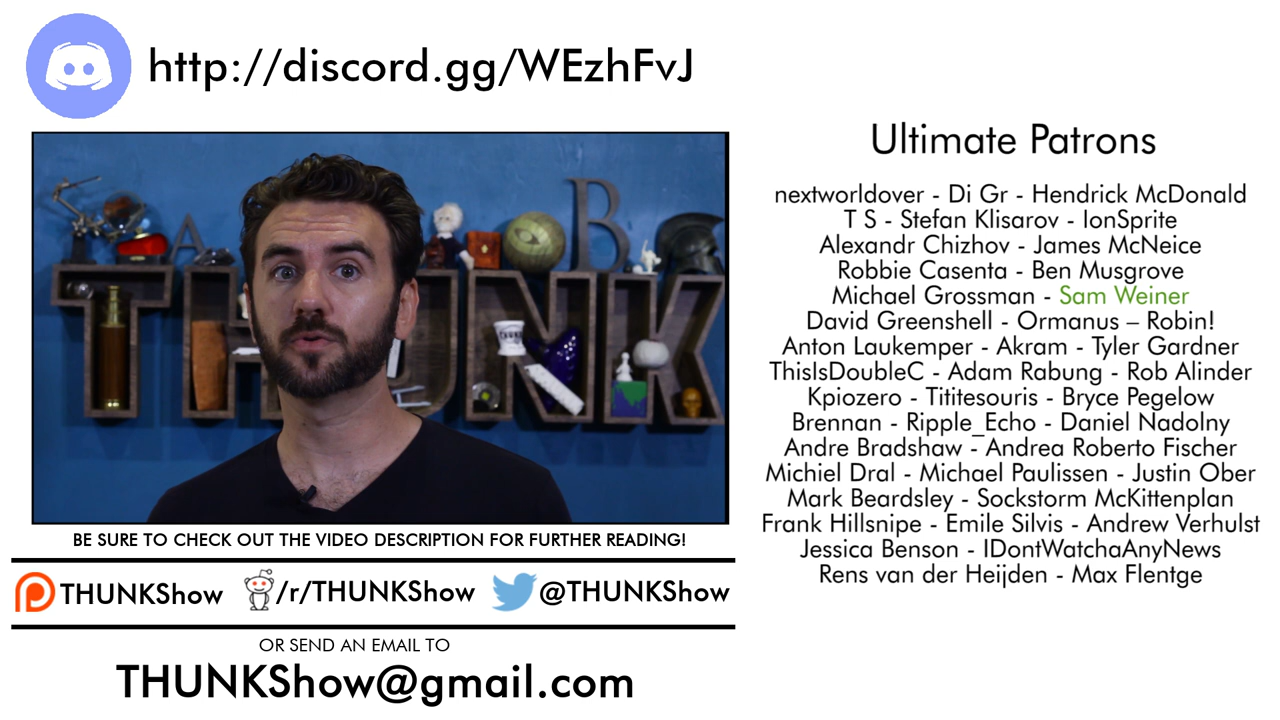 http://discord.gg/WEzhFvJ
A
B
THUNK
BE SURE TO CHECK OUT THE VIDEO DESCRIPTION FOR FURTHER READING!
THUNKShow
/r/THUNKShow
@THUNKShow
OR SEND AN EMAIL TO
THUNKShow@gmail.com
Ultimate Patrons
nextworldover - Di Gr - Hendrick McDonald
T S - Stefan Klisarov - IonSprite
Alexandr Chizhov - James McNeice
Robbie Casenta - Ben Musgrove
Michael Grossman - Sam Weiner
David Greenshell - Ormanus – Robin!
Anton Laukemper - Akram - Tyler Gardner
ThisIsDoubleC - Adam Rabung - Rob Alinder
Kpiozero - Tititesouris - Bryce Pegelow
Brennan - Ripple_Echo - Daniel Nadolny
Andre Bradshaw - Andrea Roberto Fischer
Michiel Dral - Michael Paulissen - Justin Ober
Mark Beardsley - Sockstorm McKittenplan
Frank Hillsnipe - Emile Silvis - Andrew Verhulst
Jessica Benson - IDontWatchaAnyNews
Rens van der Heijden - Max Flentge